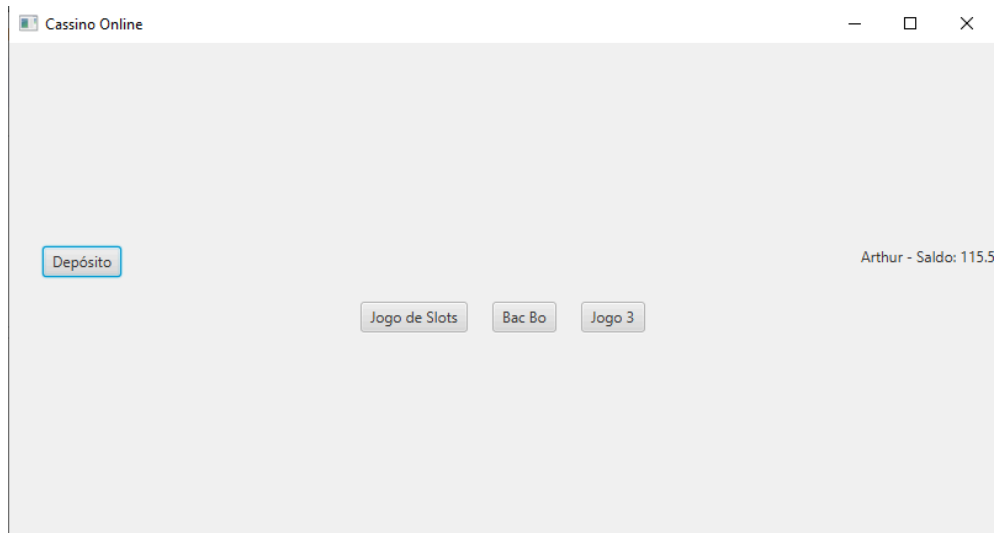 Cassino Online
Depósito
Arthur - Saldo: 115.5
Jogo de Slots
Bac Bo
Jogo 3